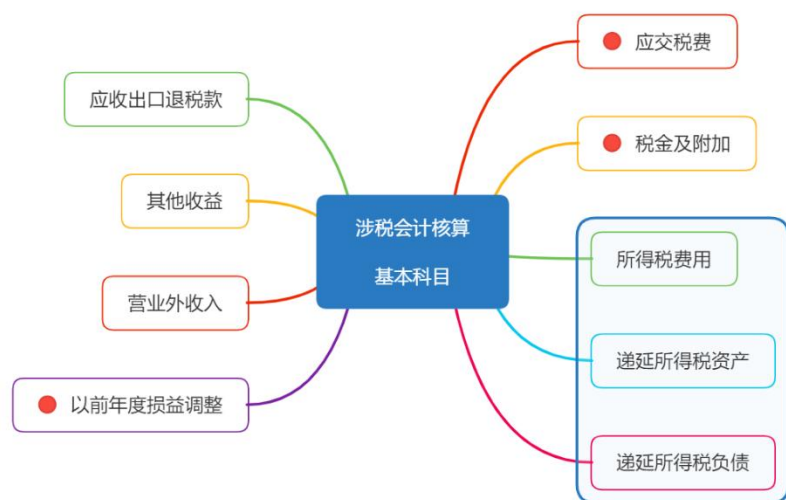 涉税会计核算
基本科目
应交税费
税金及附加
所得税费用
递延所得税资产
递延所得税负债
应收出口退税款
其他收益
营业外收入
以前年度损益调整